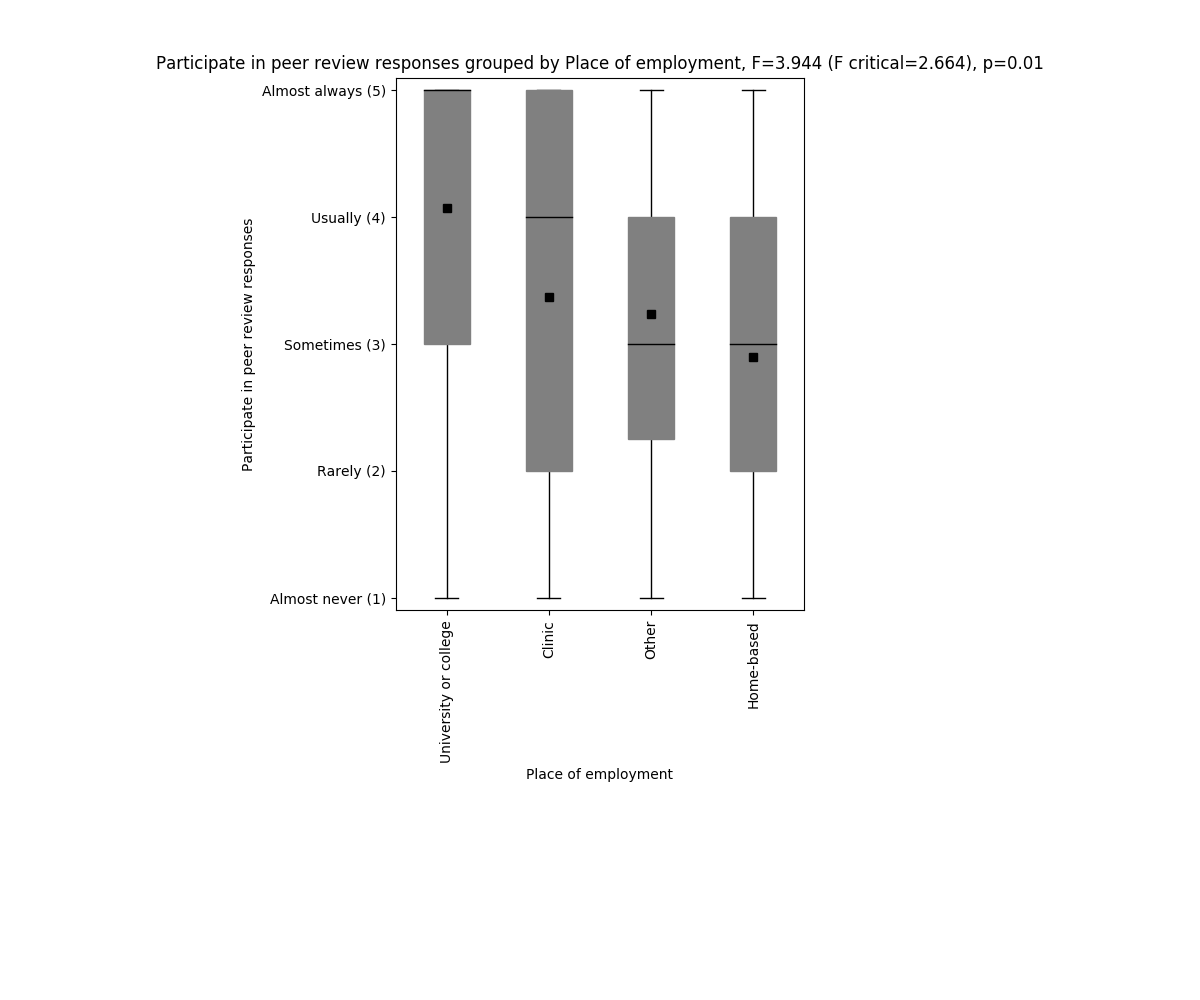 Participate in peer review responses grouped by Place of employment, F=3.944 (F critical=2.664), p=0.01
Participate in peer review responses
Almost always (5)
Usually (4)
Sometimes (3)
Rarely (2)
Almost never (1)
University or college
Clinic
Other
Home-based
Place of employment